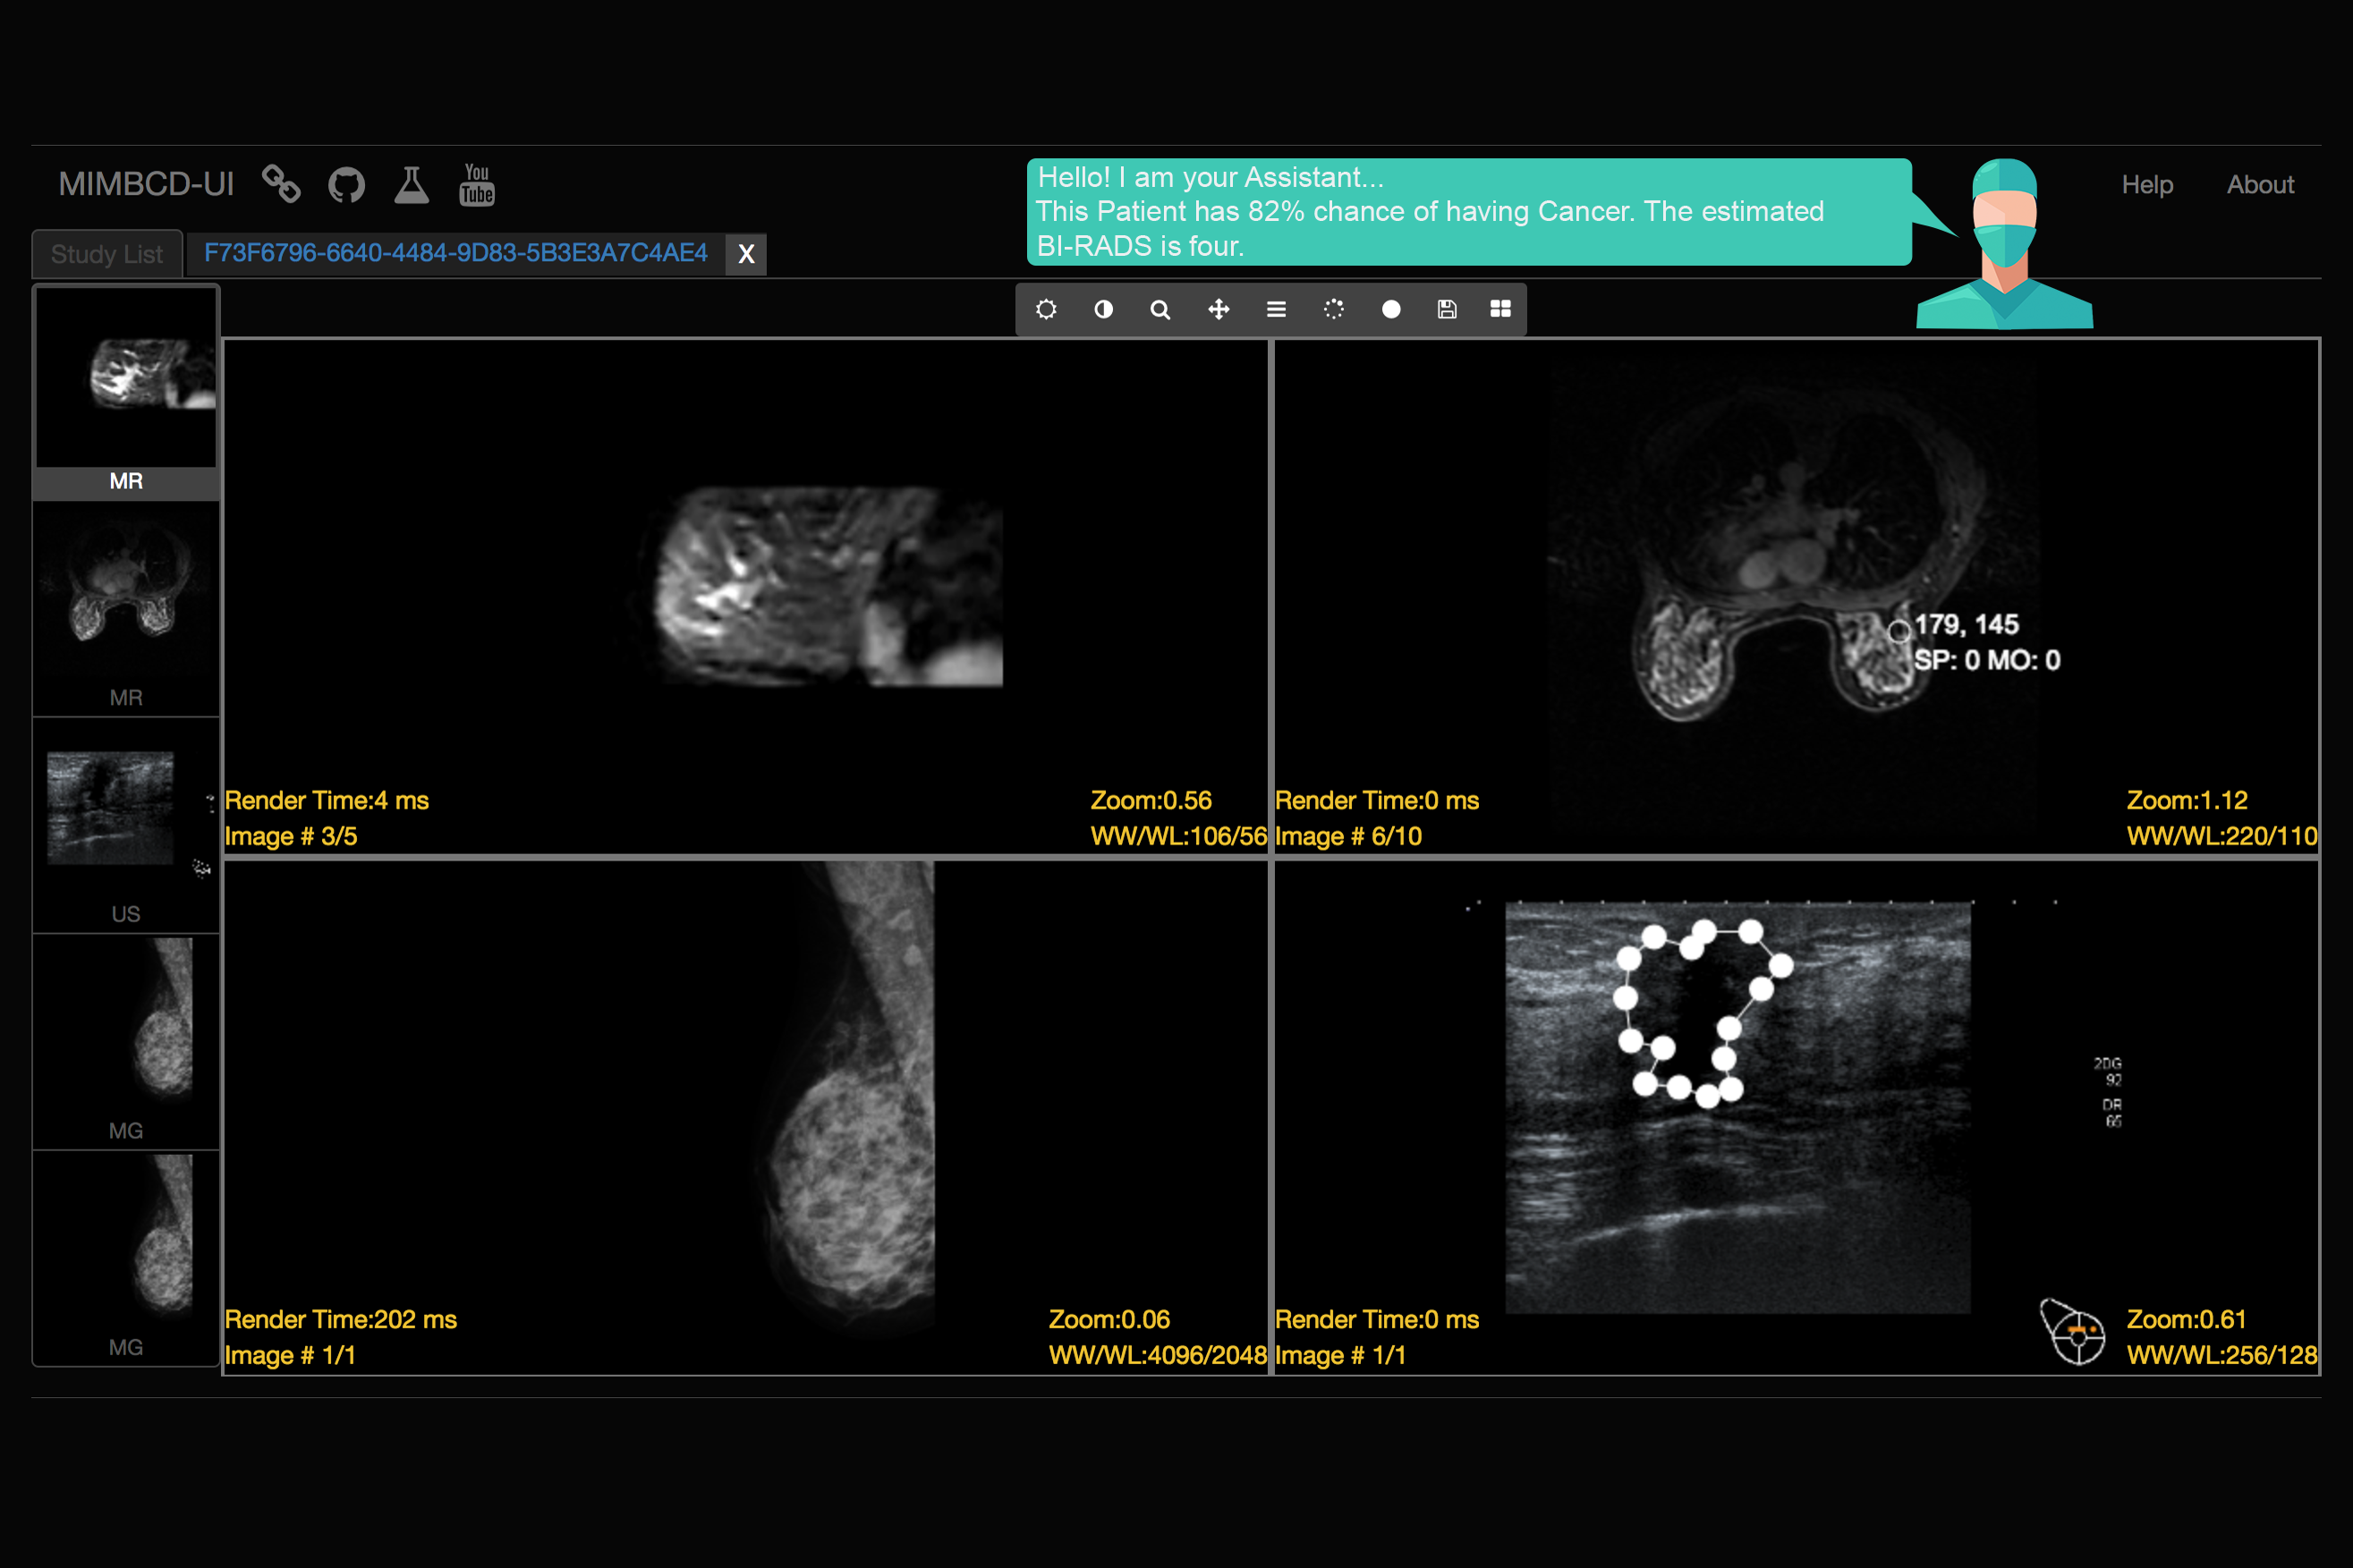 MIMBCD-UI
You
Tube
Hello! I am your Assistant...
This Patient has 82% chance of having Cancer. The estimated
BI-RADS is four.
Help
About
Study List
F73F6796-6640-4484-9D83-5B3E3A7C4AE4
X
MR
MR
US
MG
MG
Render Time:4 ms
Image # 3/5
Zoom:0.56
WW/WL:106/56
179, 145
SP: 0 MO: 0
Render Time:0 ms
Image # 6/10
Zoom:1.12
WW/WL:220/110
Render Time:202 ms
Image # 1/1
Zoom:0.06
WW/WL:4096/2048
2DG
92
DR
65
Render Time:0 ms
Image # 1/1
Zoom:0.61
WW/WL:256/128